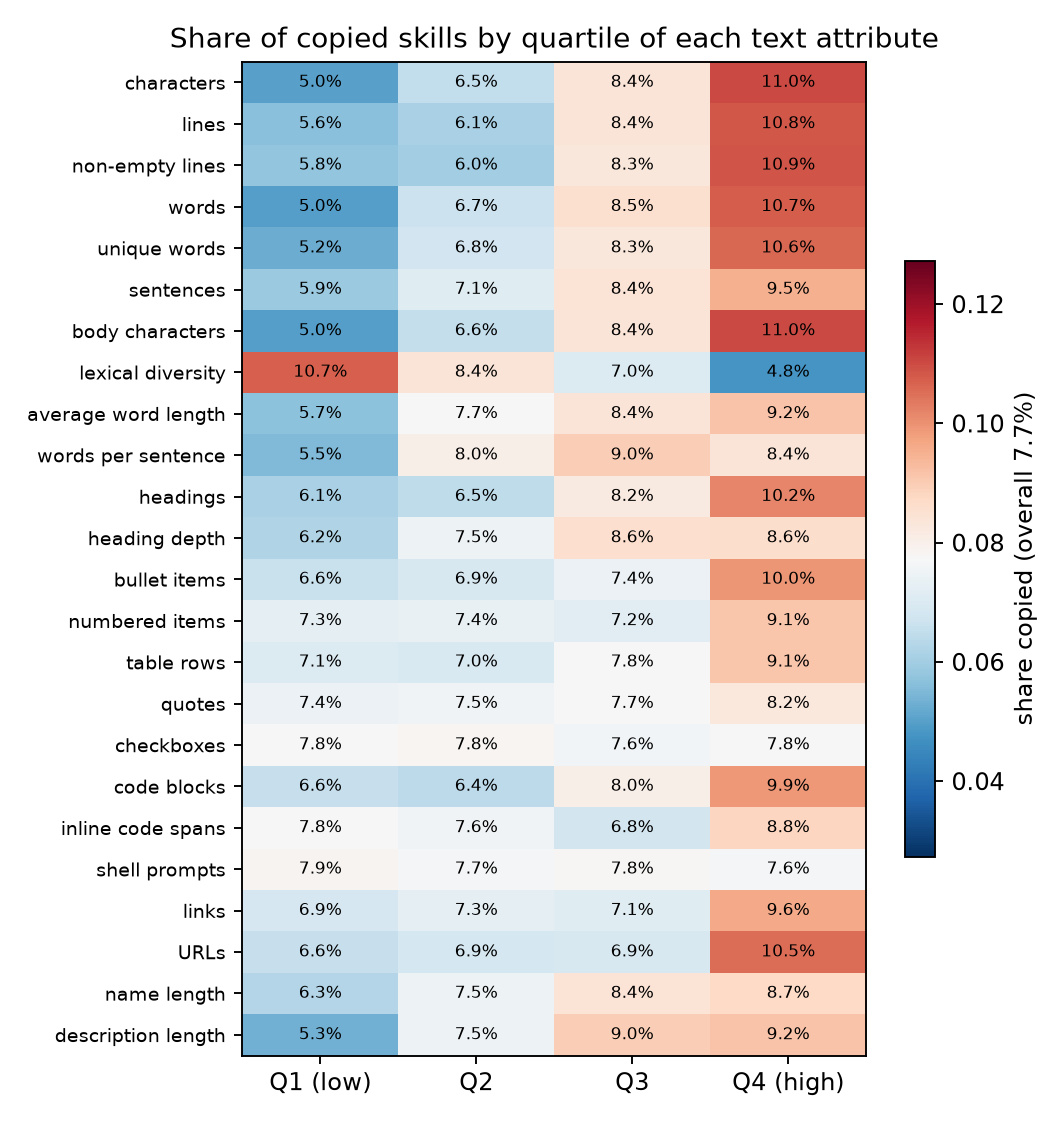 Share of copied skills by quartile of each text attribute
characters 5.0% 6.5% 8.4% 11.0%
lines 5.6% 6.1% 8.4% 10.8%
non-empty lines 5.8% 6.0% 8.3% 10.9%
words 5.0% 6.7% 8.5% 10.7%
unique words 5.2% 6.8% 8.3% 10.6%
sentences 5.9% 7.1% 8.4% 9.5%
body characters 5.0% 6.6% 8.4% 11.0%
lexical diversity 10.7% 8.4% 7.0% 4.8%
average word length 5.7% 7.7% 8.4% 9.2%
words per sentence 5.5% 8.0% 9.0% 8.4%
headings 6.1% 6.5% 8.2% 10.2%
heading depth 6.2% 7.5% 8.6% 8.6%
bullet items 6.6% 6.9% 7.4% 10.0%
numbered items 7.3% 7.4% 7.2% 9.1%
table rows 7.1% 7.0% 7.8% 9.1%
quotes 7.4% 7.5% 7.7% 8.2%
checkboxes 7.8% 7.8% 7.6% 7.8%
code blocks 6.6% 6.4% 8.0% 9.9%
inline code spans 7.8% 7.6% 6.8% 8.8%
shell prompts 7.9% 7.7% 7.8% 7.6%
links 6.9% 7.3% 7.1% 9.6%
URLs 6.6% 6.9% 6.9% 10.5%
name length 6.3% 7.5% 8.4% 8.7%
description length 5.3% 7.5% 9.0% 9.2%
Q1 (low) Q2 Q3 Q4 (high)
0.12
0.10
0.08
0.06
0.04
share copied (overall 7.7%)